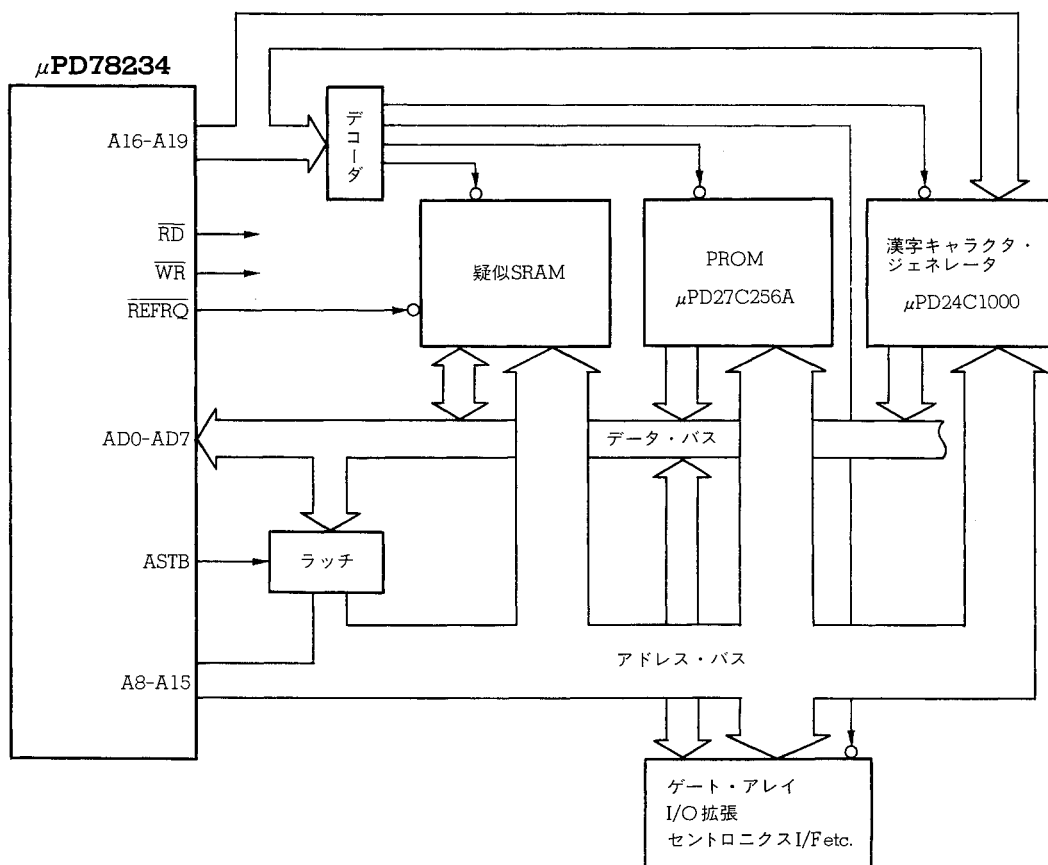 μPD78234
A16-A19
デコーダ
R̅D̅
W̅R̅
R̅E̅F̅R̅Q̅
疑似SRAM
PROM
μPD27C256A
漢字キャラクタ・
ジェネレータ
μPD24C1000
AD0-AD7
データ・バス
ASTB
ラッチ
アドレス・バス
A8-A15
ゲート・アレイ
I/O拡張
セントロニクスI/F etc.